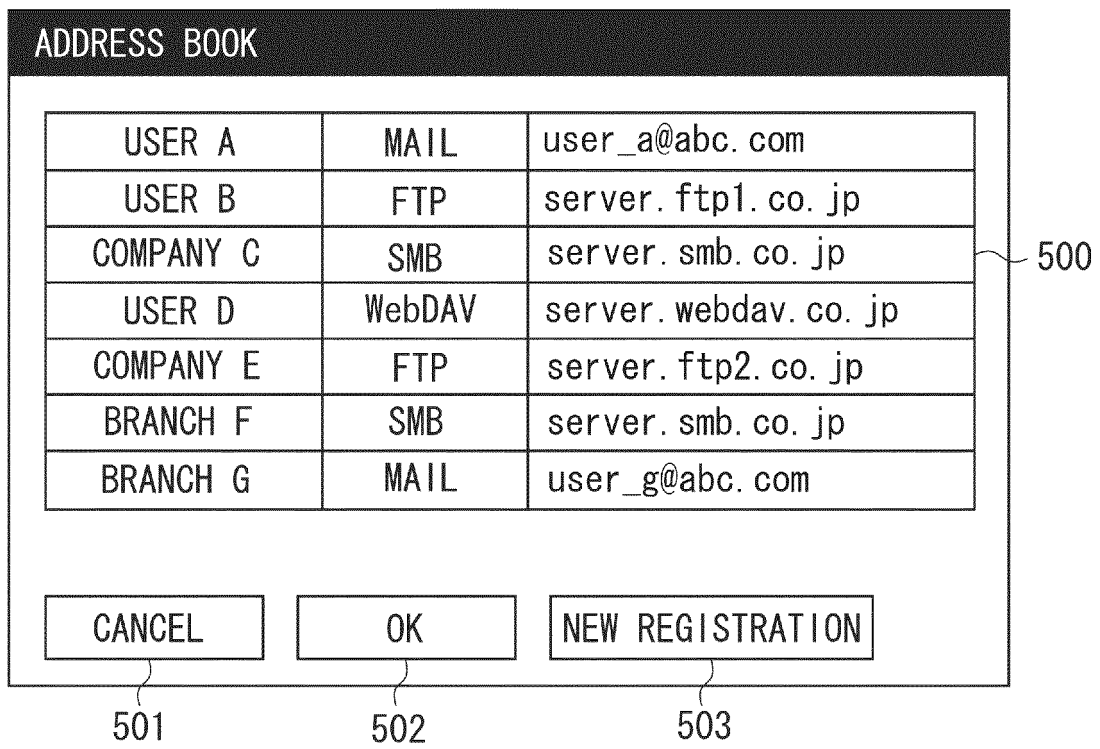 ADDRESS BOOK
USER A MAIL user_a@abc.com
USER B FTP server.ftp1.co.jp
COMPANY C SMB server.smb.co.jp
500
USER D WebDAV server.webdav.co.jp
COMPANY E FTP server.ftp2.co.jp
BRANCH F SMB server.smb.co.jp
BRANCH G MAIL user_g@abc.com
CANCEL OK NEW REGISTRATION
501 502 503